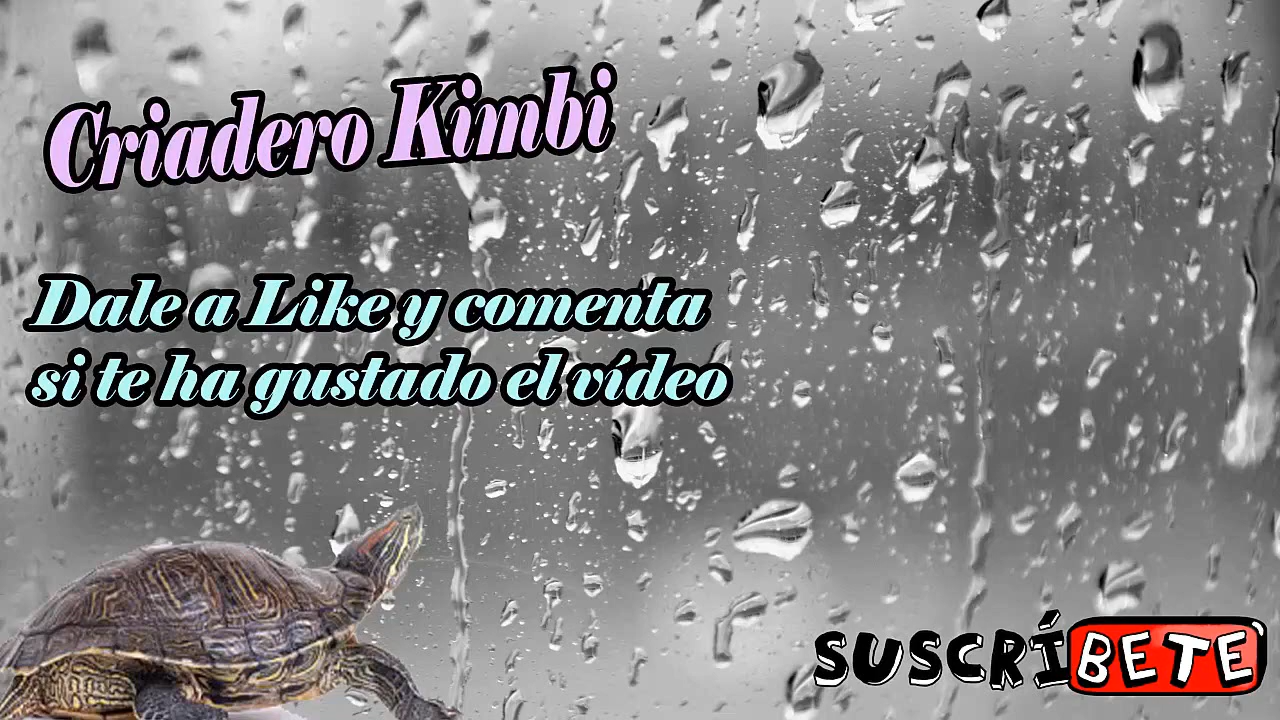 Criadero Kimbi
Dale a Like y comenta
si te ha gustado el vídeo
SUSCRÍBETE